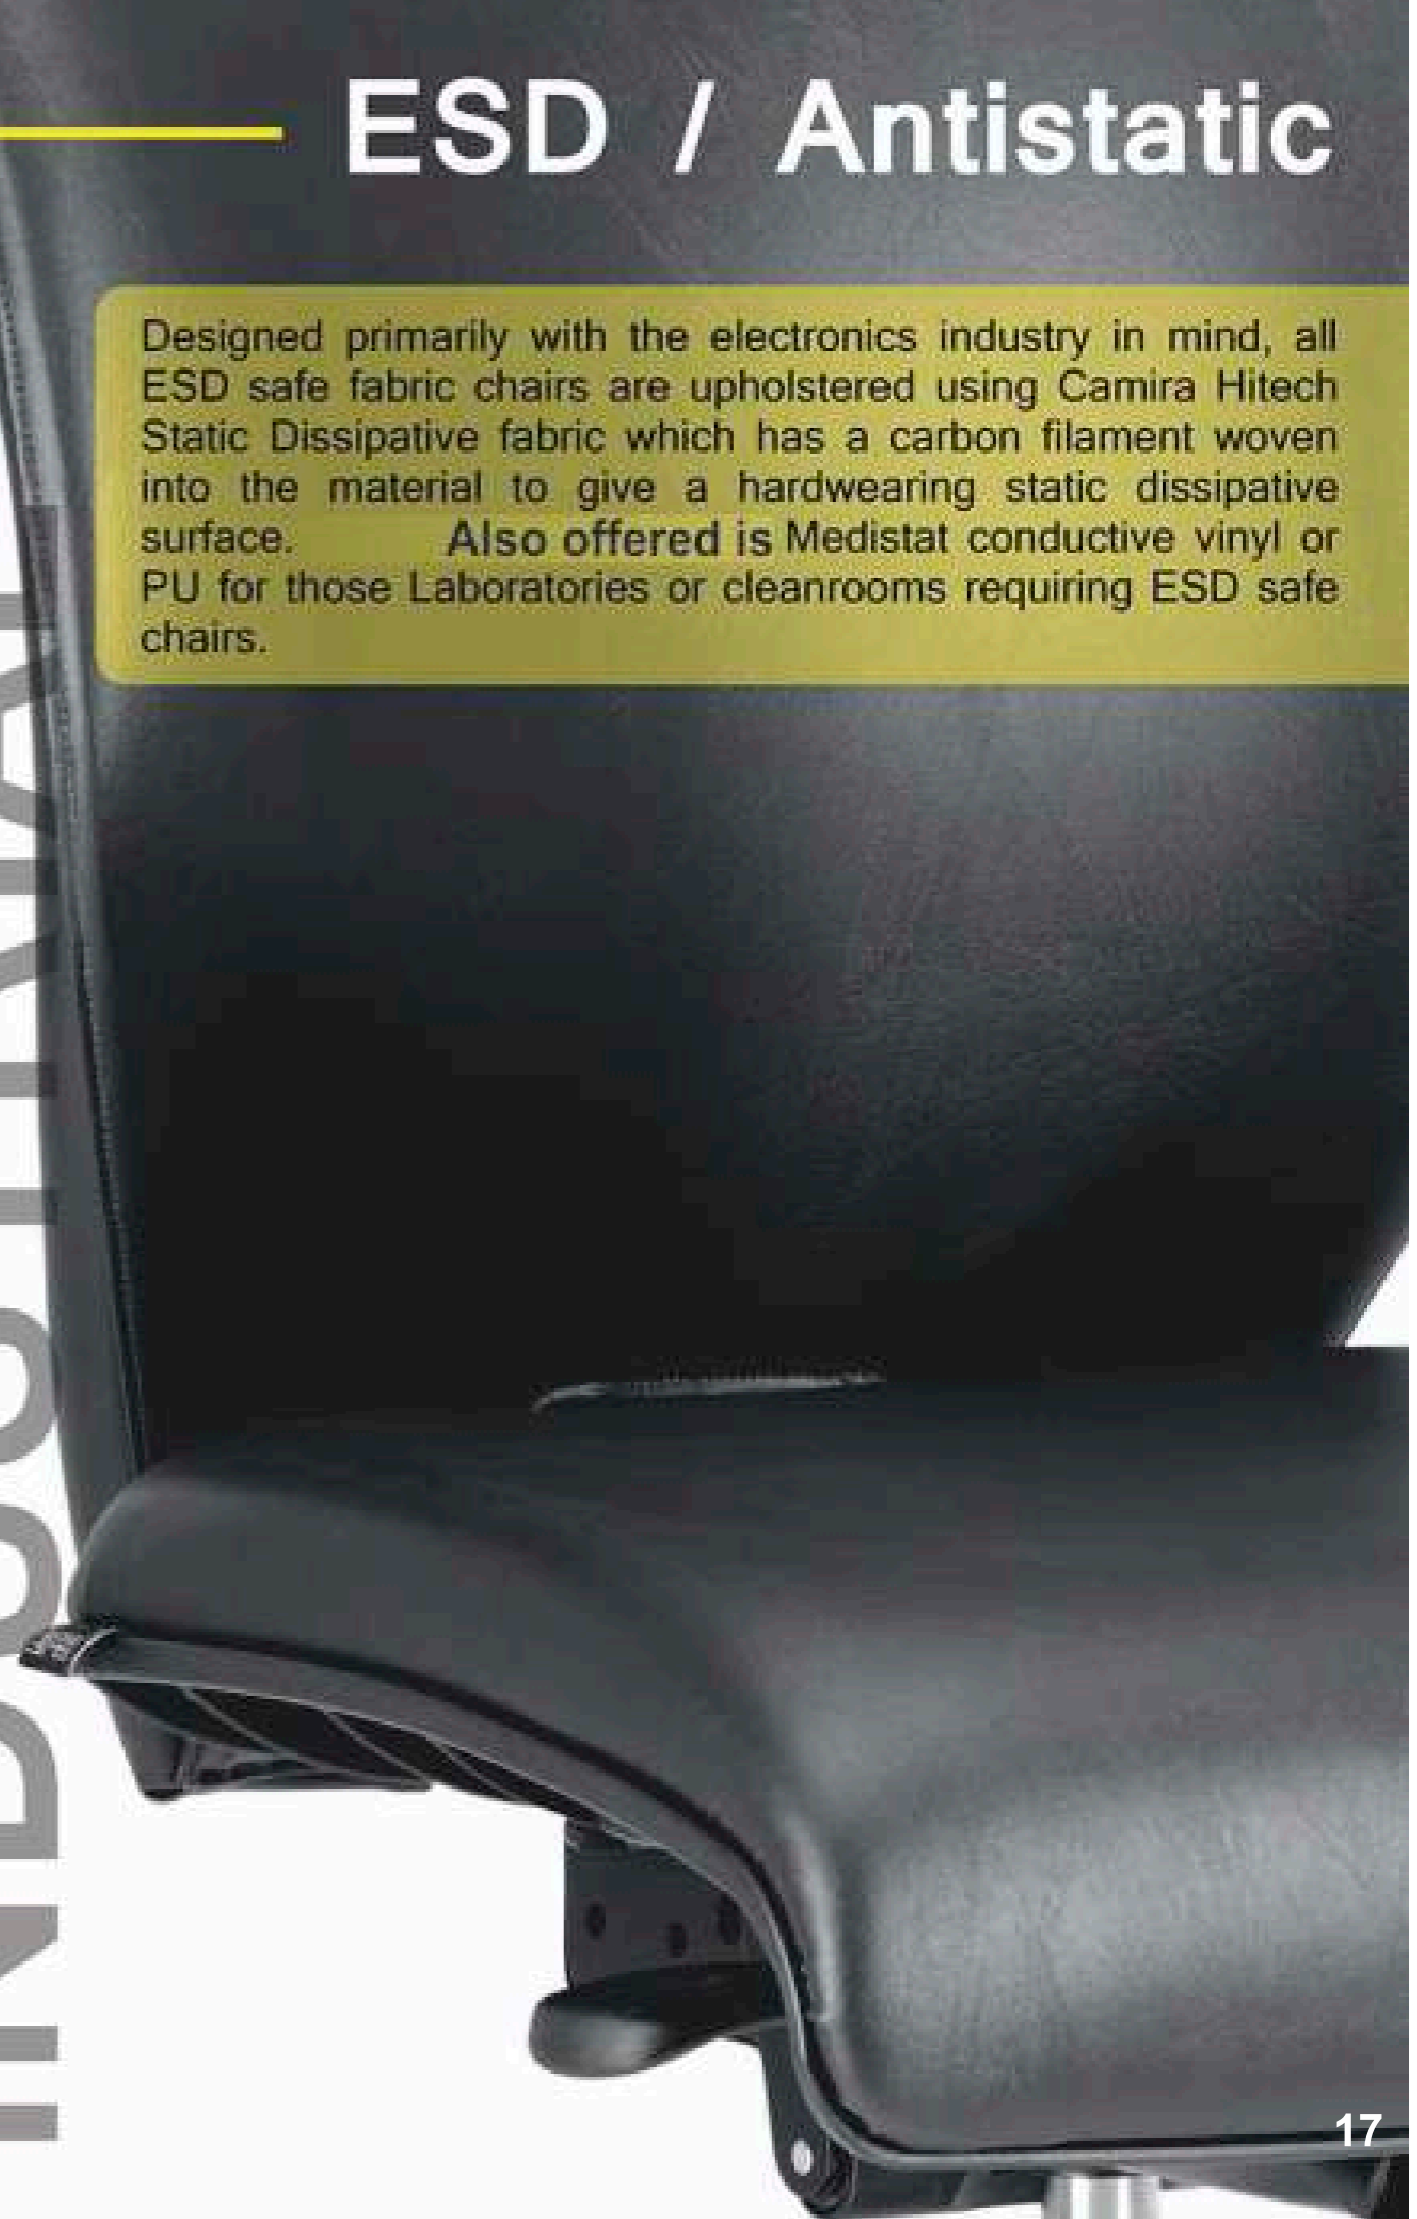 ESD / Antistatic
Designed primarily with the electronics industry in mind, all
ESD safe fabric chairs are upholstered using Camira Hitech
Static Dissipative fabric which has a carbon filament woven
into the material to give a hardwearing static dissipative
surface. Also offered is Medistat conductive vinyl or
PU for those Laboratories or cleanrooms requiring ESD safe
chairs.
17